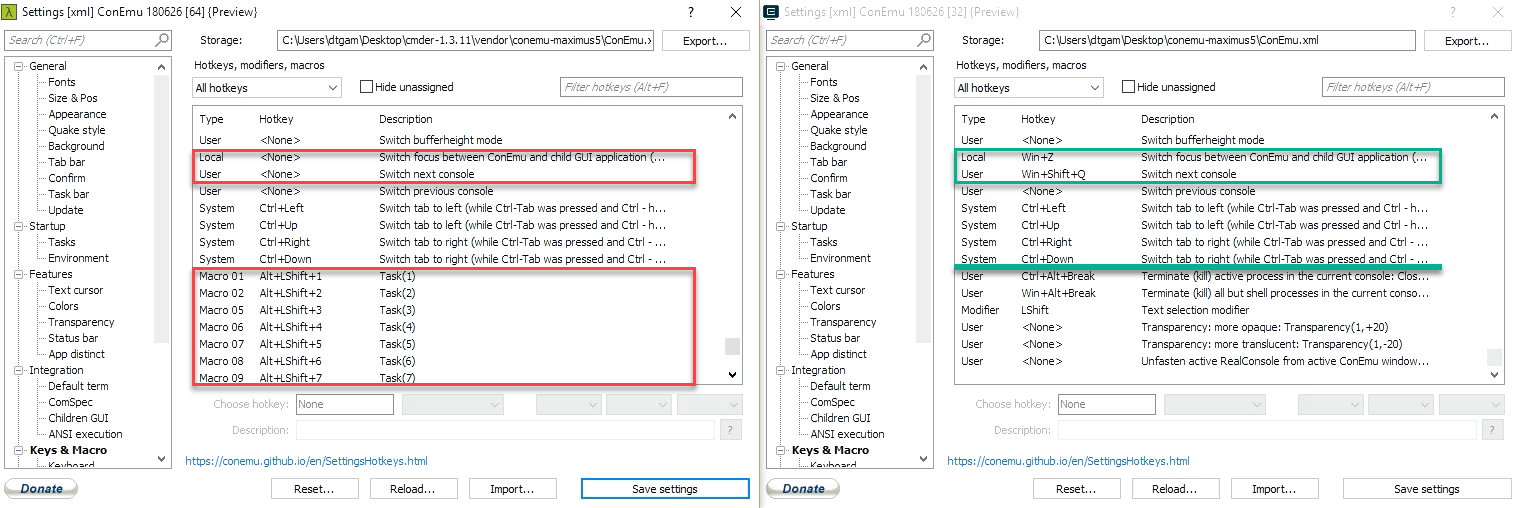 Settings [xml] ConEmu 180626 [64] {Preview}
Search (Ctrl+F)
Storage:
C:\Users\dtgam\Desktop\cmder-1.3.11\vendor\conemu-maximus5\ConEmu.x
Export...
General
Fonts
Size & Pos
Appearance
Quake style
Background
Tab bar
Confirm
Task bar
Update
Startup
Tasks
Environment
Features
Text cursor
Colors
Transparency
Status bar
App distinct
Integration
Default term
ComSpec
Children GUI
ANSI execution
Keys & Macro
Keyboard
Hotkeys, modifiers, macros
All hotkeys
Hide unassigned
Filter hotkeys (Alt+F)
Type Hotkey Description
User <None> Switch bufferheight mode
Local <None> Switch focus between ConEmu and child GUI application (...
User <None> Switch next console
User <None> Switch previous console
System Ctrl+Left Switch tab to left (while Ctrl-Tab was pressed and Ctrl - h...
System Ctrl+Up Switch tab to left (while Ctrl-Tab was pressed and Ctrl - h...
System Ctrl+Right Switch tab to right (while Ctrl-Tab was pressed and Ctrl - ...
System Ctrl+Down Switch tab to right (while Ctrl-Tab was pressed and Ctrl - ...
Macro 01 Alt+LShift+1 Task(1)
Macro 02 Alt+LShift+2 Task(2)
Macro 05 Alt+LShift+3 Task(3)
Macro 06 Alt+LShift+4 Task(4)
Macro 07 Alt+LShift+5 Task(5)
Macro 08 Alt+LShift+6 Task(6)
Macro 09 Alt+LShift+7 Task(7)
Choose hotkey: None
Description:
?
https://conemu.github.io/en/SettingsHotkeys.html
Donate
Reset...
Reload...
Import...
Save settings
Settings [xml] ConEmu 180626 [32] {Preview}
Search (Ctrl+F)
Storage:
C:\Users\dtgam\Desktop\conemu-maximus5\ConEmu.xml
Export...
General
Fonts
Size & Pos
Appearance
Quake style
Background
Tab bar
Confirm
Task bar
Update
Startup
Tasks
Environment
Features
Text cursor
Colors
Transparency
Status bar
App distinct
Integration
Default term
ComSpec
Children GUI
ANSI execution
Keys & Macro
Keyboard
Hotkeys, modifiers, macros
All hotkeys
Hide unassigned
Filter hotkeys (Alt+F)
Type Hotkey Description
User <None> Switch bufferheight mode
Local Win+Z Switch focus between ConEmu and child GUI application (...
User Win+Shift+Q Switch next console
User <None> Switch previous console
System Ctrl+Left Switch tab to left (while Ctrl-Tab was pressed and Ctrl - h...
System Ctrl+Up Switch tab to left (while Ctrl-Tab was pressed and Ctrl - h...
System Ctrl+Right Switch tab to right (while Ctrl-Tab was pressed and Ctrl - ...
System Ctrl+Down Switch tab to right (while Ctrl-Tab was pressed and Ctrl - ...
User Ctrl+Alt+Break Terminate (kill) active process in the current console: Clos...
User Win+Alt+Break Terminate (kill) all but shell processes in the current conso...
Modifier LShift Text selection modifier
User <None> Transparency: more opaque: Transparency(1,+20)
User <None> Transparency: more translucent: Transparency(1,-20)
User <None> Unfasten active RealConsole from active ConEmu window...
Choose hotkey: None
Description:
?
https://conemu.github.io/en/SettingsHotkeys.html
Donate
Reset...
Reload...
Import...
Save settings